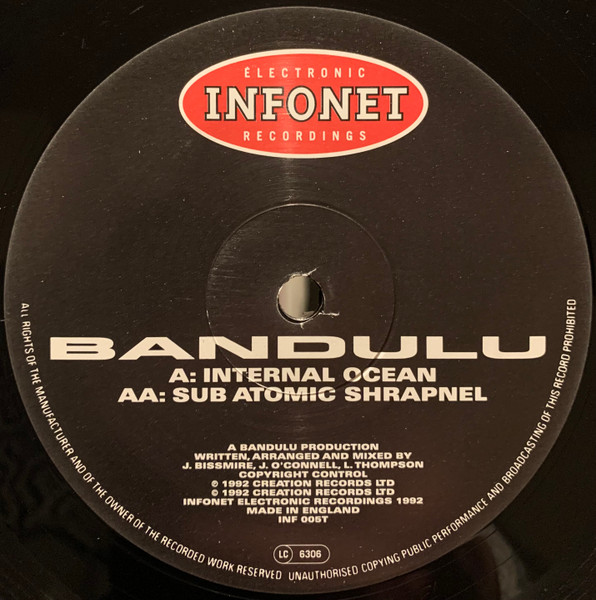 ÉLECTRONIC
INFONET
RECORDINGS
BANDULU
A: INTERNAL OCEAN
AA: SUB ATOMIC SHRAPNEL
A BANDULU PRODUCTION
WRITTEN, ARRANGED AND MIXED BY
J. BISSMIRE, J. O'CONNELL, L. THOMPSON
COPYRIGHT CONTROL
℗ 1992 CREATION RECORDS LTD
© 1992 CREATION RECORDS LTD
INFONET ELECTRONIC RECORDINGS 1992
MADE IN ENGLAND
INF 005T
LC 6306
ALL RIGHTS OF THE MANUFACTURER AND OF THE OWNER OF THE RECORDED WORK RESERVED UNAUTHORISED COPYING PUBLIC PERFORMANCE AND BROADCASTING OF THIS RECORD PROHIBITED